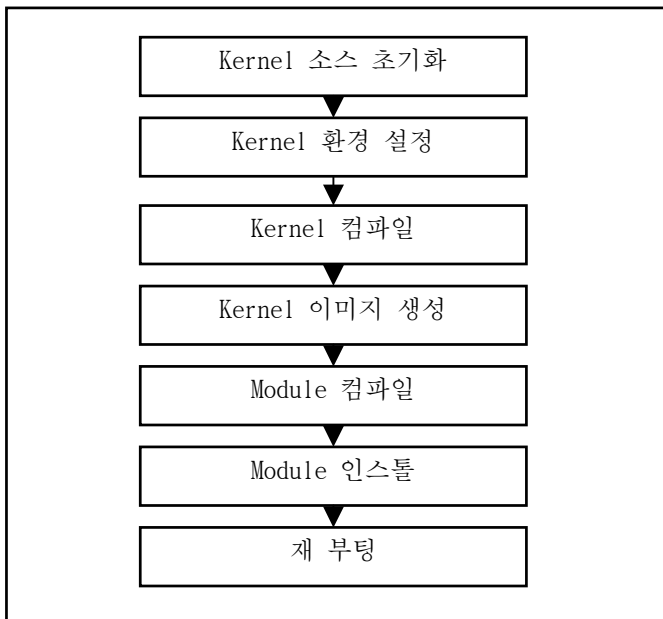 Kernel 소스 초기화
Kernel 환경 설정
Kernel 컴파일
Kernel 이미지 생성
Module 컴파일
Module 인스톨
재 부팅